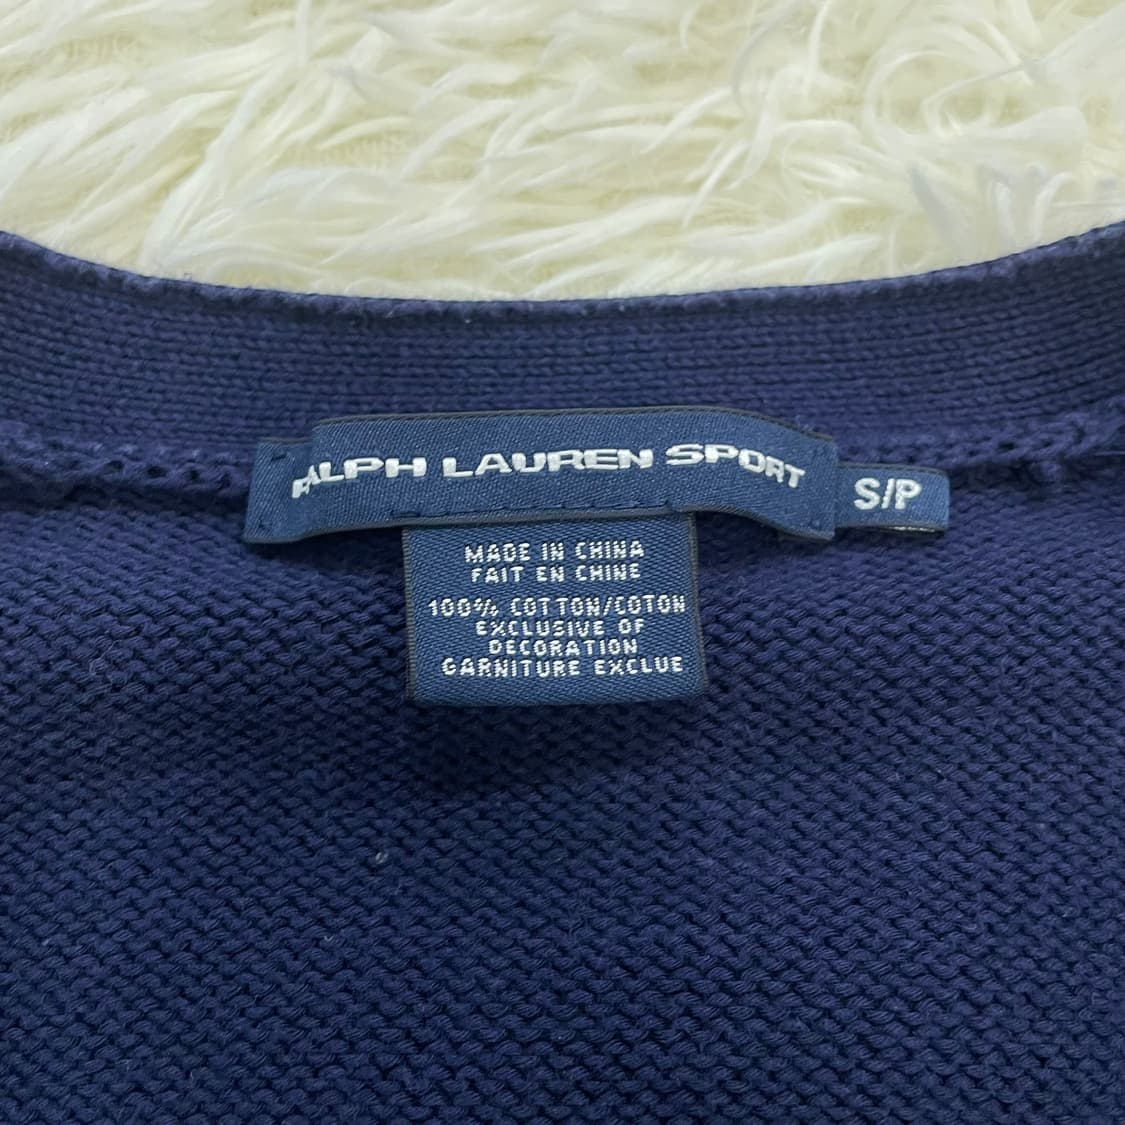 RALPH LAUREN SPORT
S/P
MADE IN CHINA
FAIT EN CHINE
100% COTTON/COTON
EXCLUSIVE OF
DECORATION
GARNITURE EXCLUE